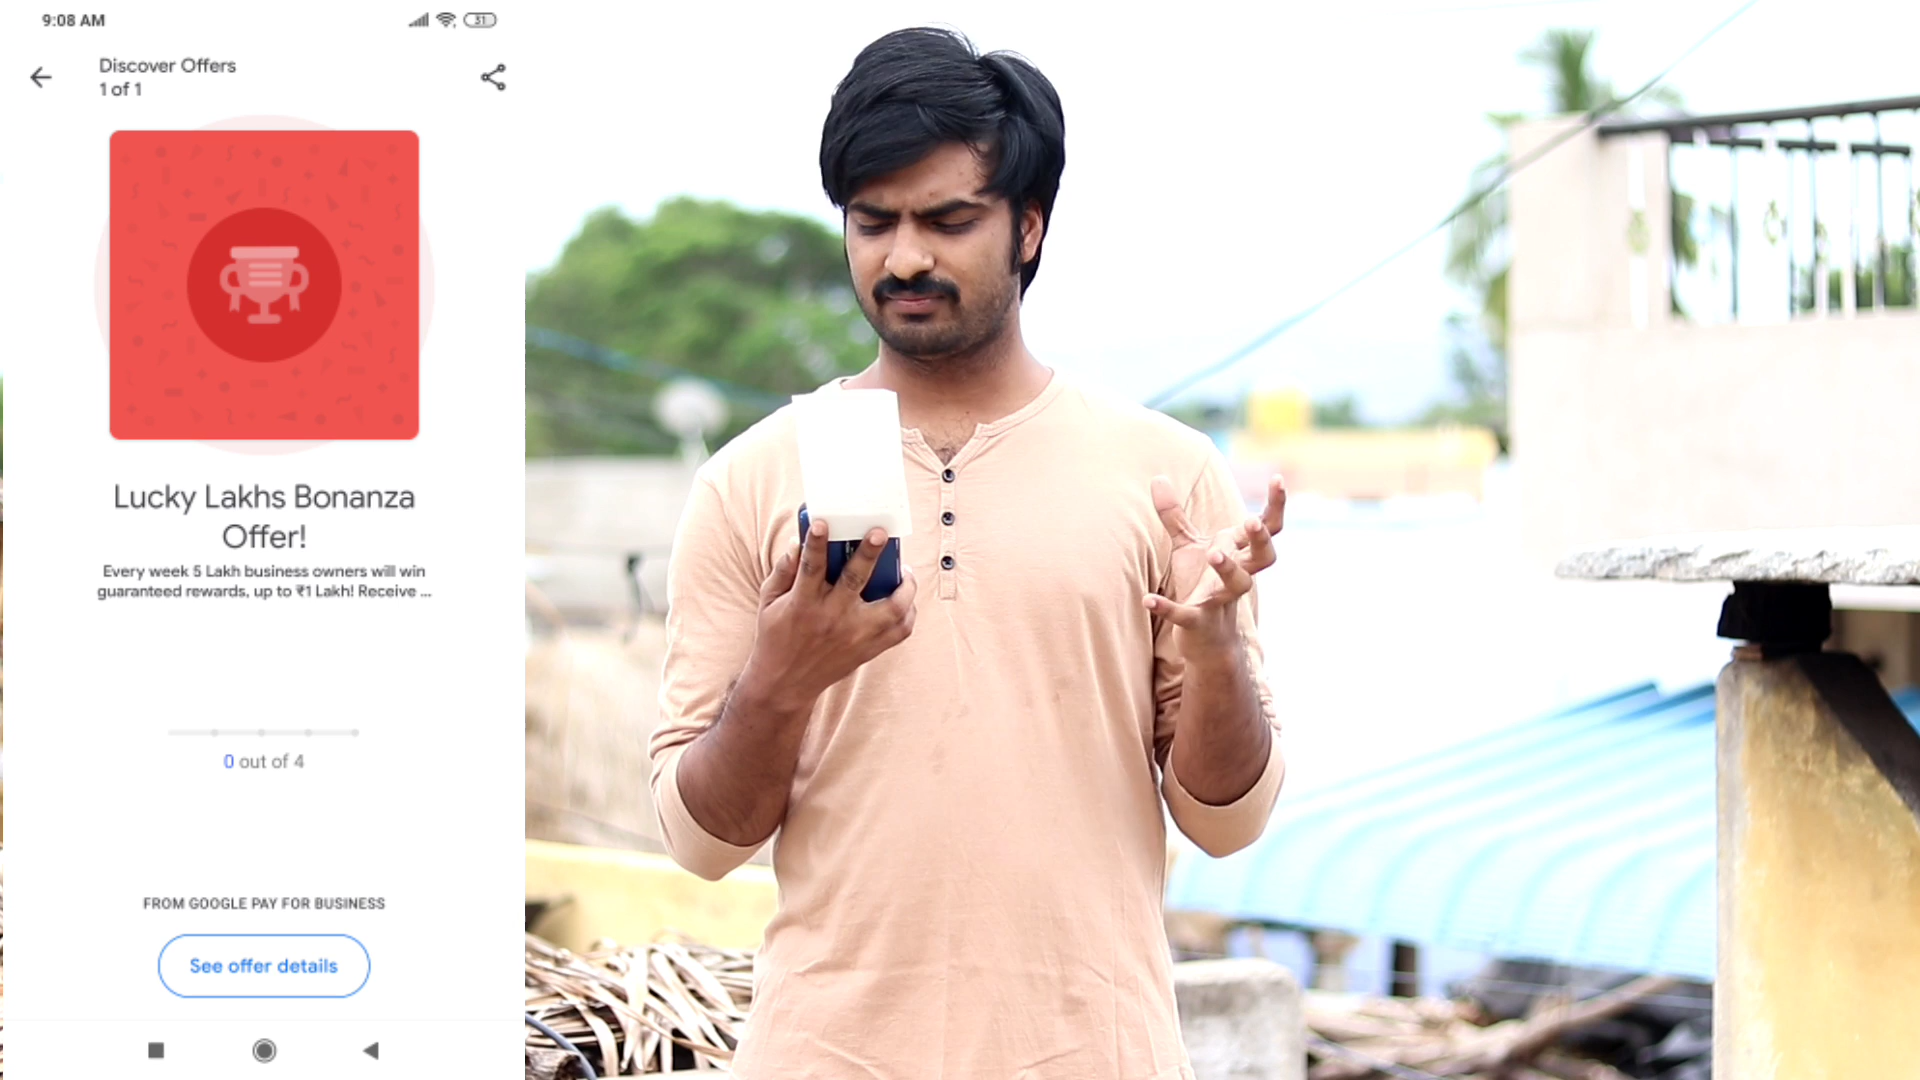 9:08 AM
31
Discover Offers
1 of 1
Lucky Lakhs Bonanza
Offer!
Every week 5 Lakh business owners will win
guaranteed rewards, up to ₹1 Lakh! Receive ...
0 out of 4
FROM GOOGLE PAY FOR BUSINESS
See offer details